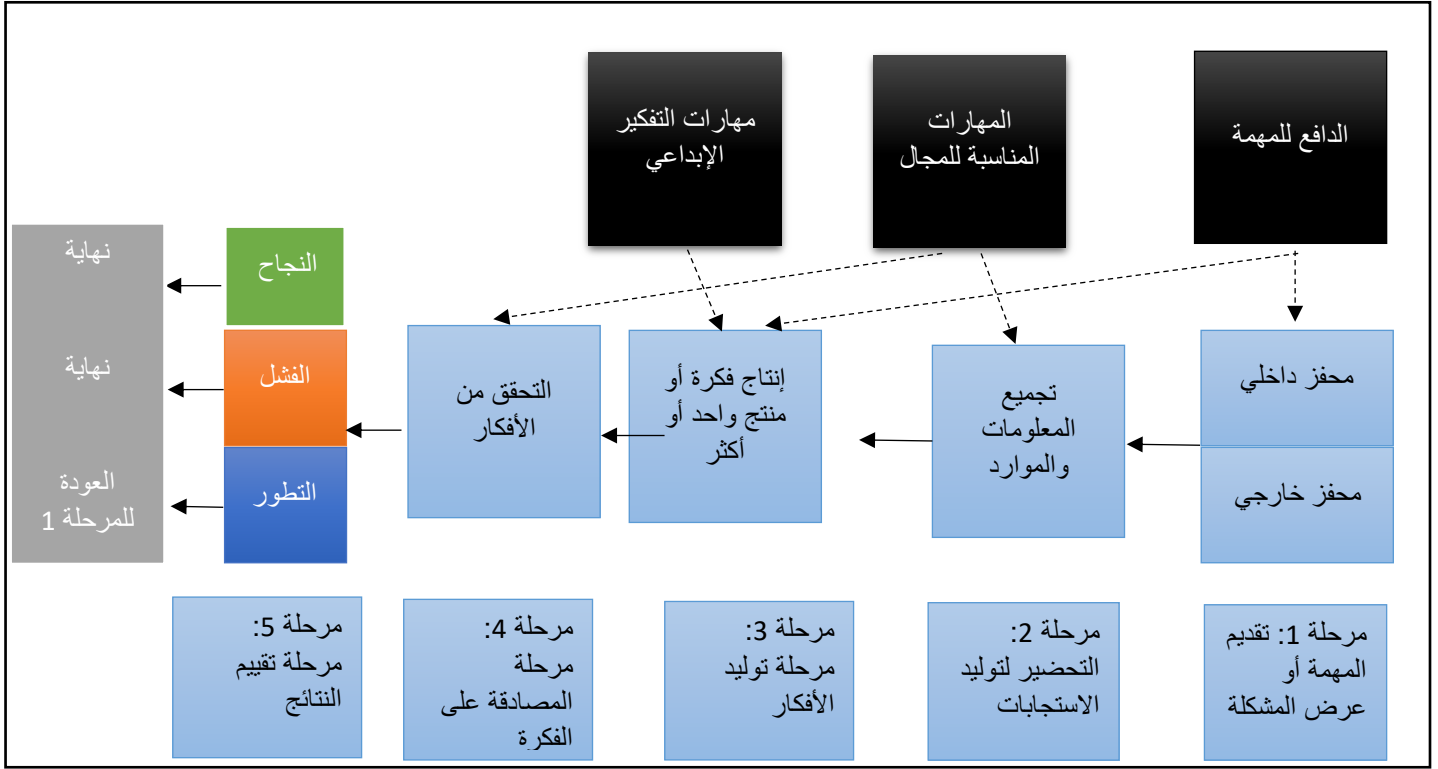 الدافع للمهمة
المهارات
المناسبة للمجال
مهارات التفكير
الإبداعي
محفز داخلي
محفز خارجي
تجميع
المعلومات
والموارد
إنتاج فكرة أو
منتج واحد أو
أكثر
التحقق من
الأفكار
النجاح
الفشل
التطور
نهاية
نهاية
العودة
للمرحلة 1
مرحلة 1: تقديم
المهمة أو
عرض المشكلة
مرحلة 2:
التحضير لتوليد
الاستجابات
مرحلة 3:
مرحلة توليد
الأفكار
مرحلة 4:
مرحلة
المصادقة على
الفكرة
مرحلة 5:
مرحلة تقييم
النتائج